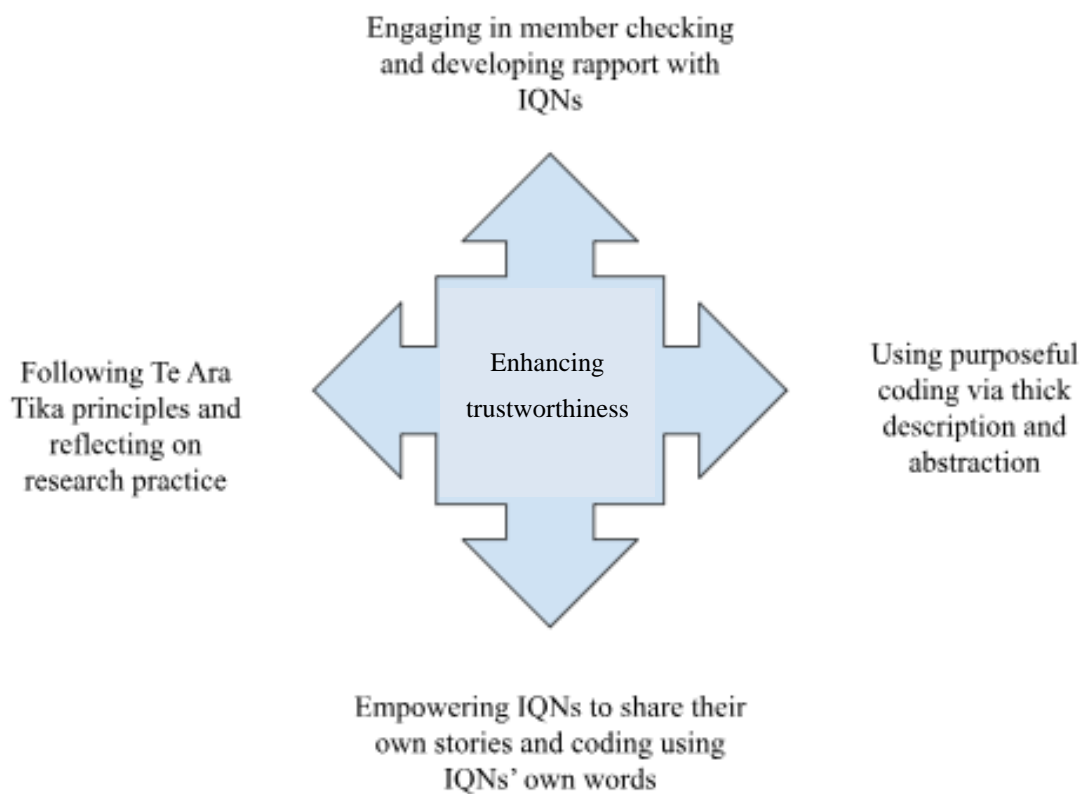 Engaging in member checking
and developing rapport with
IQNs
Enhancing
trustworthiness
Following Te Ara
Tika principles and
reflecting on
research practice
Using purposeful
coding via thick
description and
abstraction
Empowering IQNs to share their
own stories and coding using
IQNs' own words